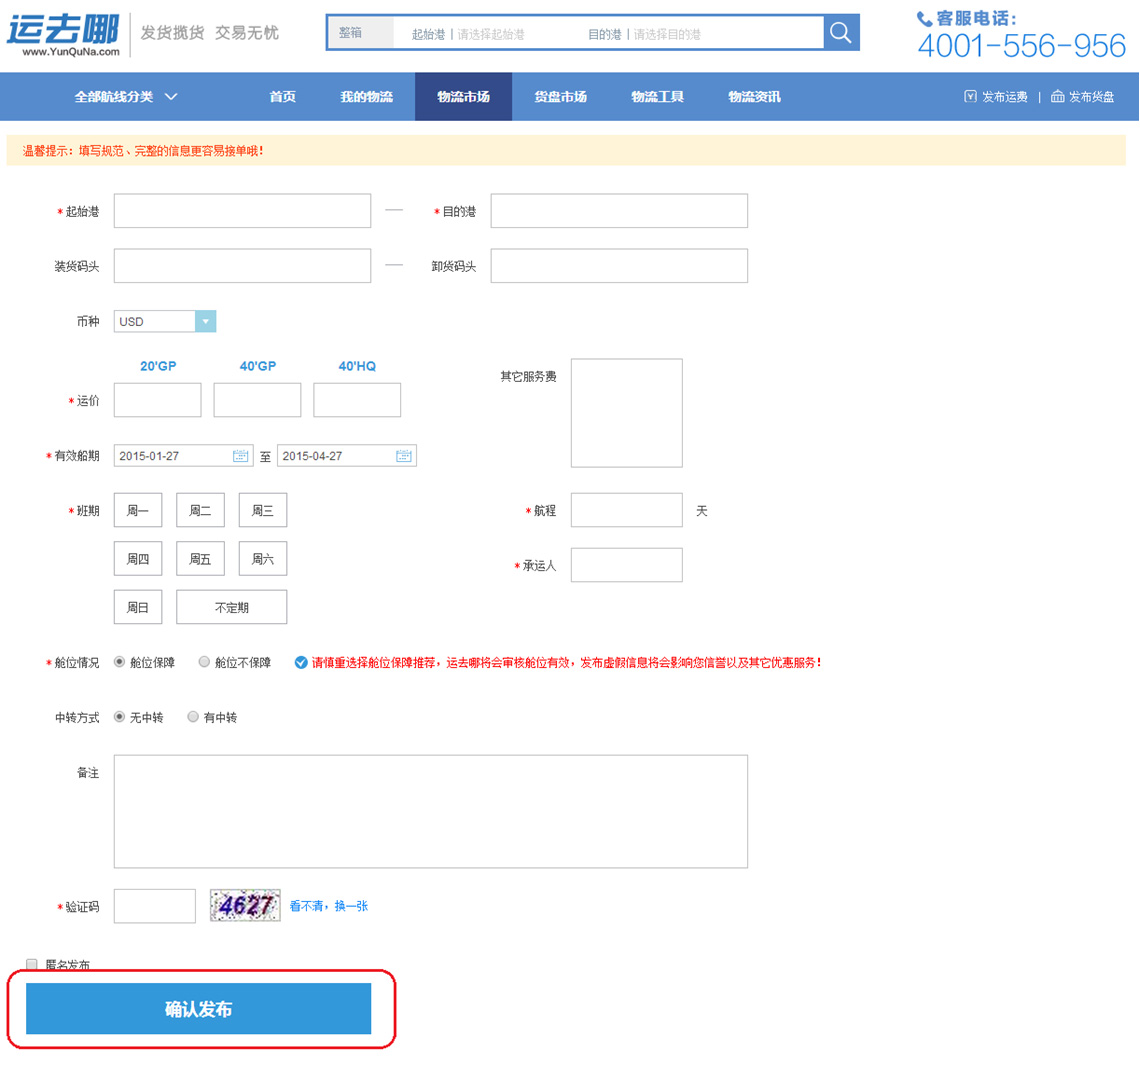 运去哪
www.YunQuNa.com
发货揽货 交易无忧
整箱 起始港 | 请选择起始港 目的港 | 请选择目的港
客服电话:
4001-556-956
全部航线分类 首页 我的物流 物流市场 货盘市场 物流工具 物流资讯 发布运费 | 发布货盘
温馨提示: 填写规范、完整的信息更容易接单哦!
*起始港 — *目的港
装货码头 — 卸货码头
币种 USD
20'GP 40'GP 40'HQ
其它服务费
*运价
*有效船期 2015-01-27 至 2015-04-27
*班期 周一 周二 周三 *航程 天
周四 周五 周六 *承运人
周日 不定期
*舱位情况 舱位保障 舱位不保障 请慎重选择舱位保障推荐，运去哪将会审核舱位有效，发布虚假信息将会影响您信誉以及其它优惠服务!
中转方式 无中转 有中转
备注
*验证码 4627 看不清，换一张
匿名发布
确认发布